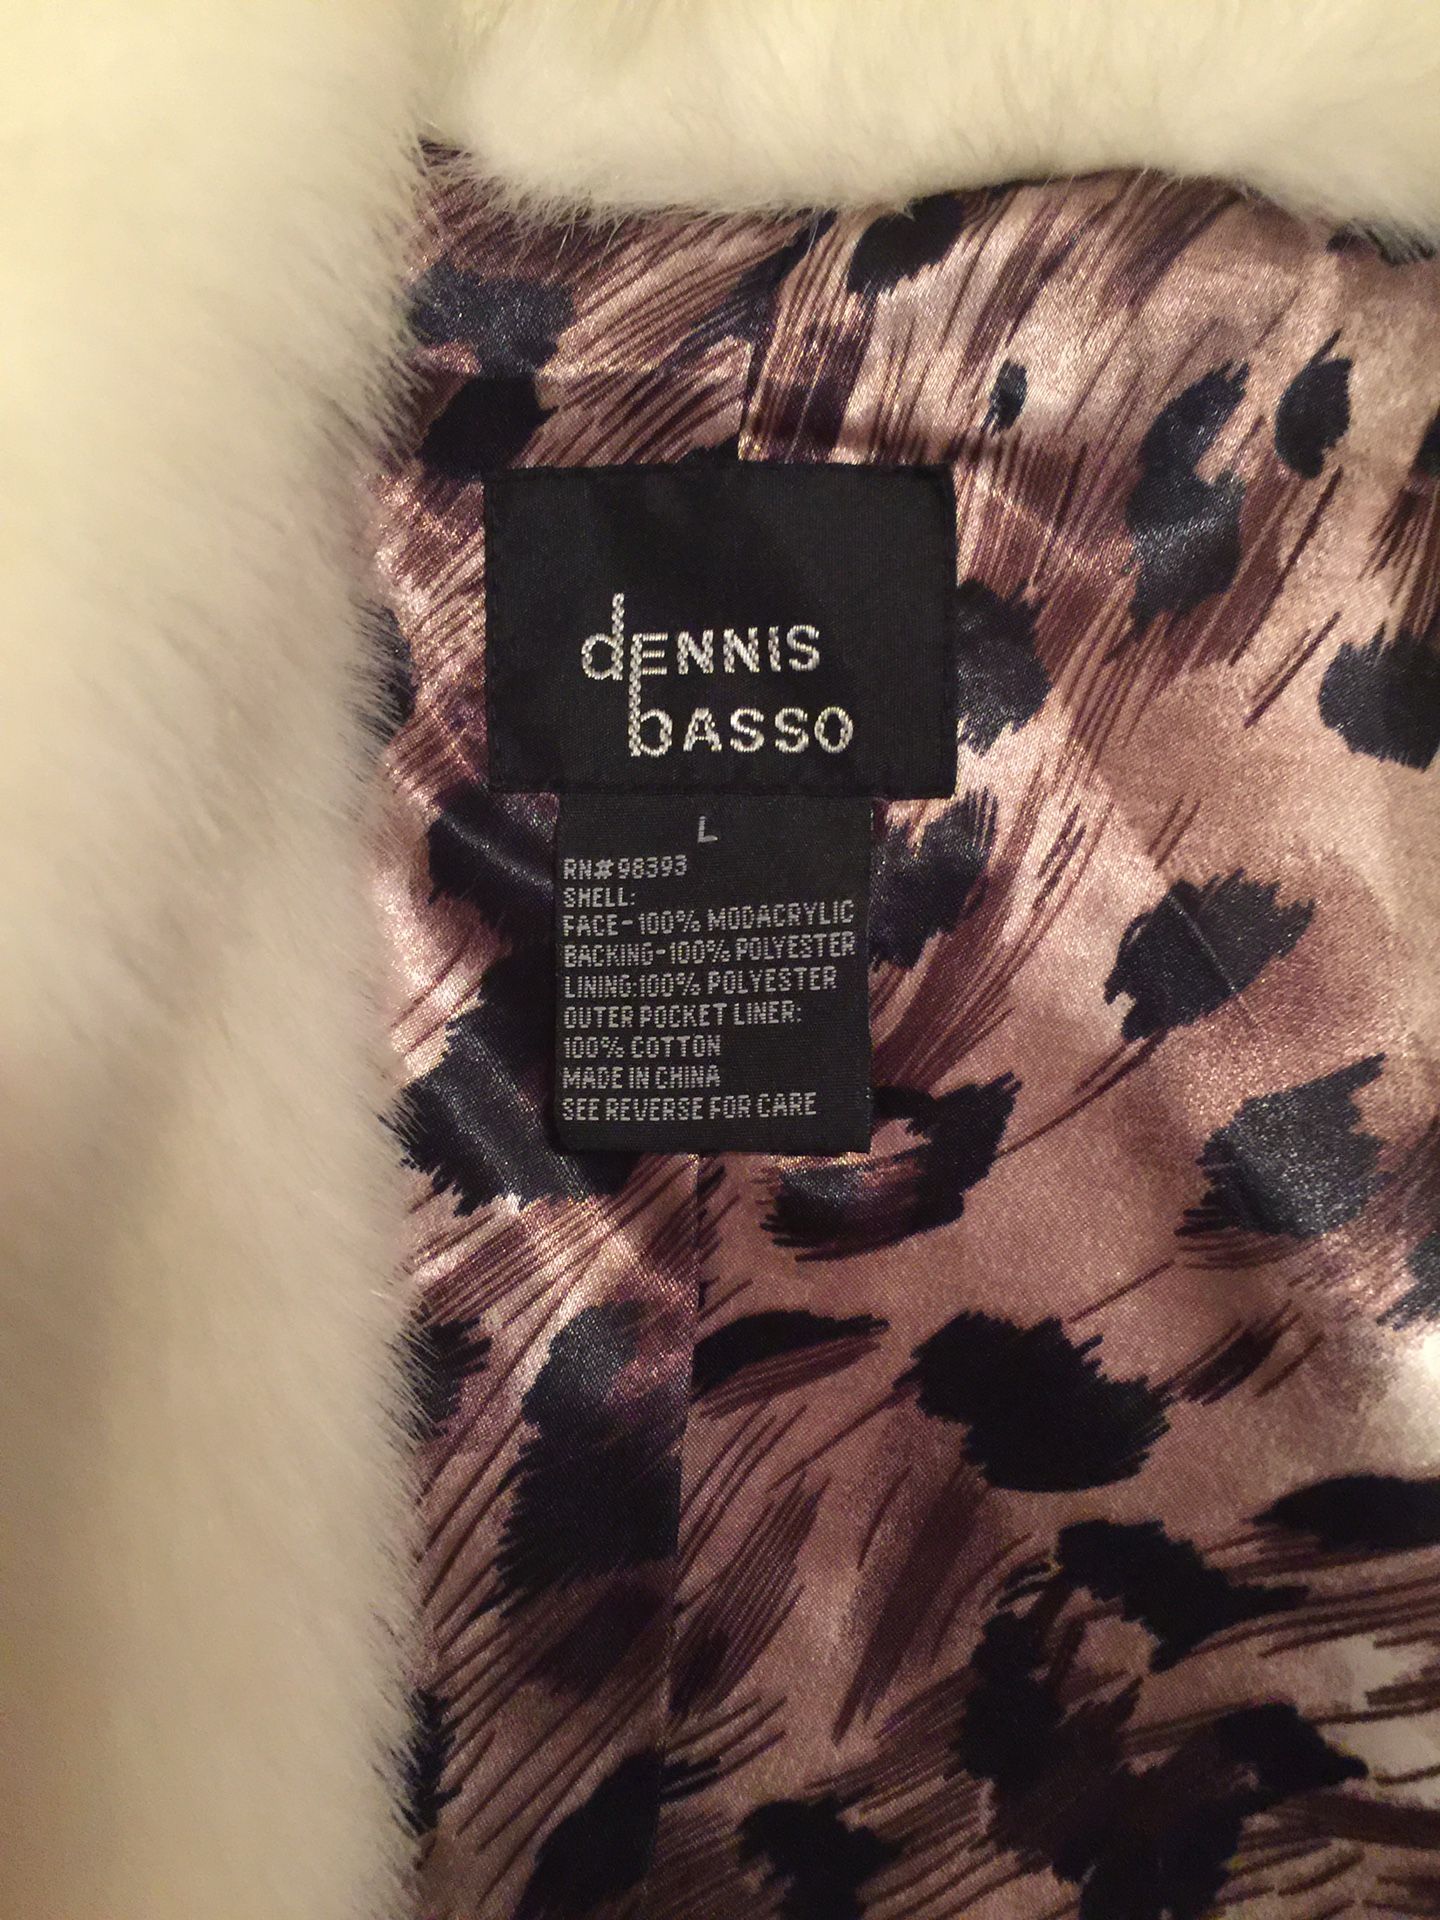 dENNIS
bASSO
L
RN#98393
SHELL:
FACE-100% MODACRYLIC
BACKING-100% POLYESTER
LINING:100% POLYESTER
OUTER POCKET LINER:
100% COTTON
MADE IN CHINA
SEE REVERSE FOR CARE